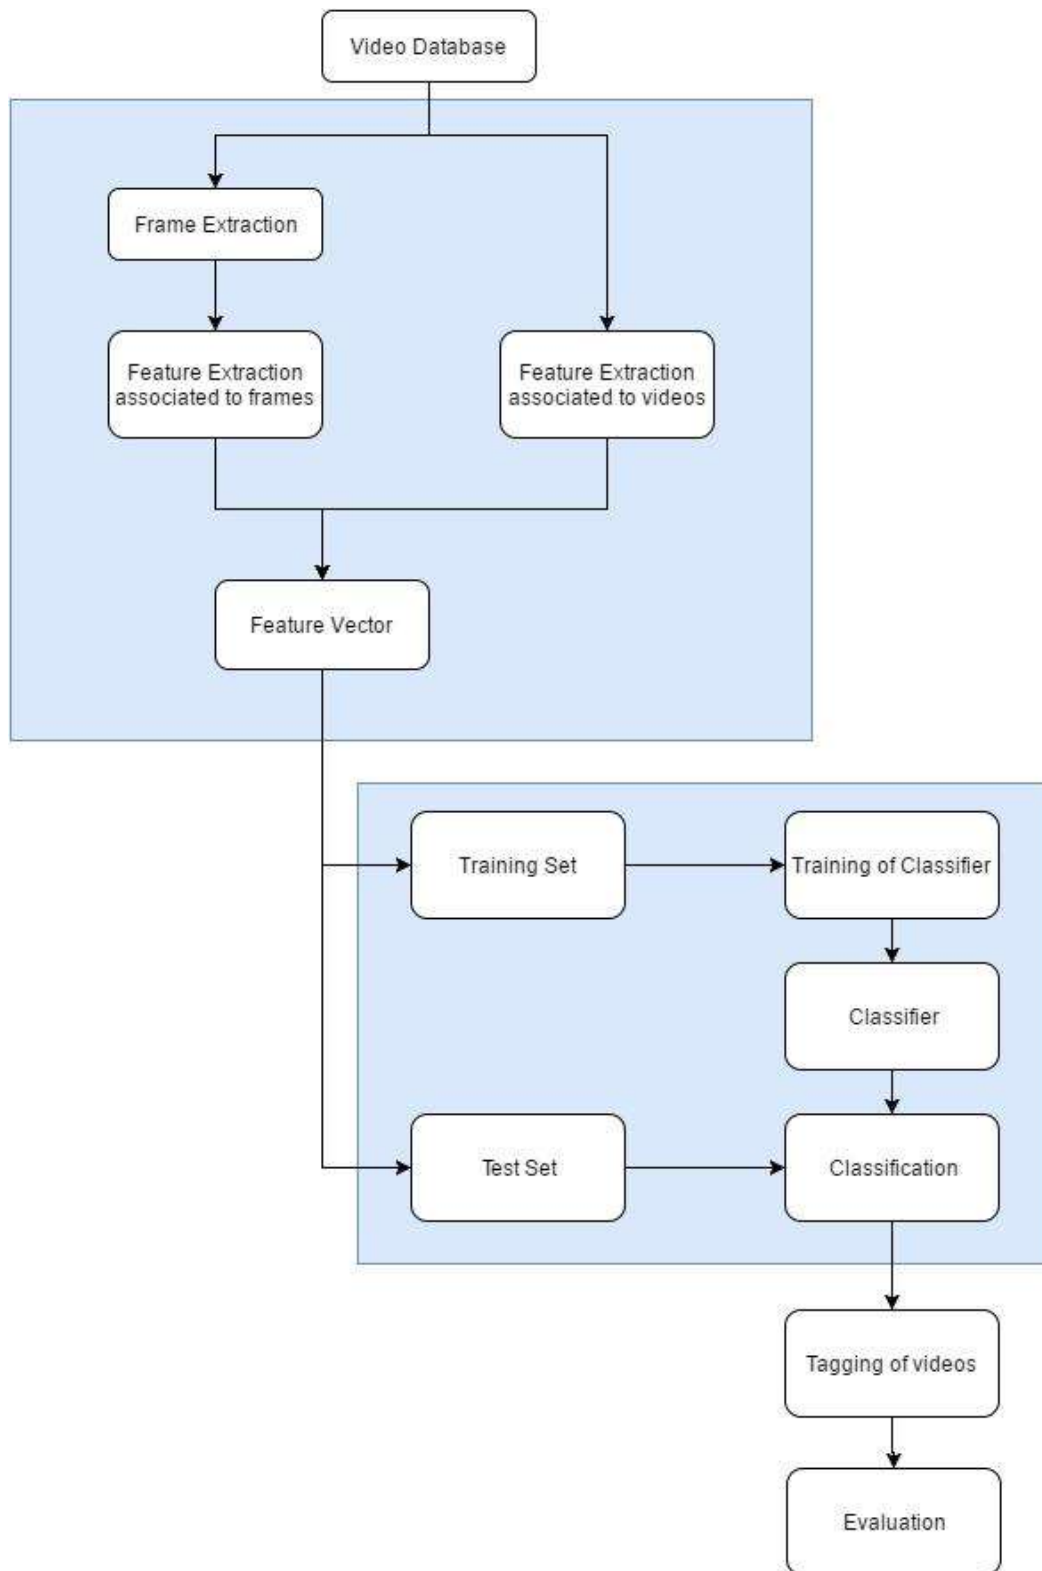 Video Database
Frame Extraction
Feature Extraction
associated to frames
Feature Extraction
associated to videos
Feature Vector
Training Set
Training of Classifier
Classifier
Test Set
Classification
Tagging of videos
Evaluation